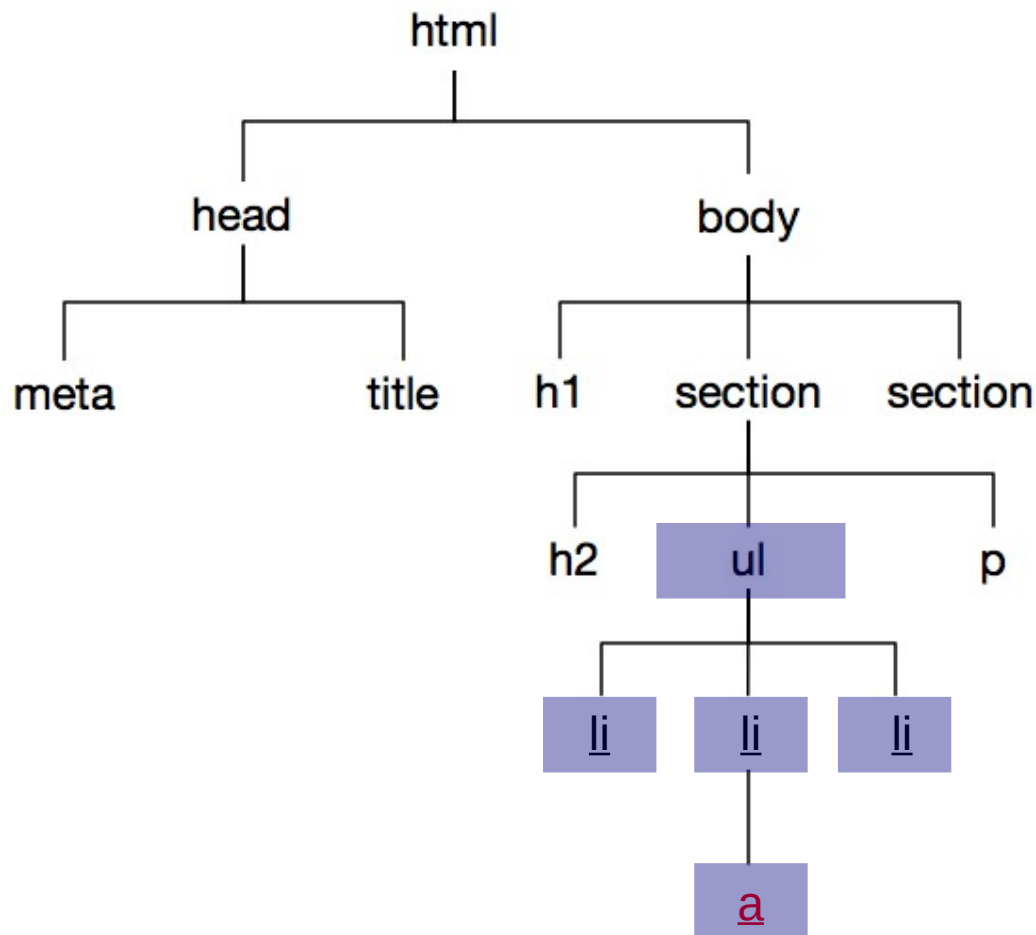 html
head body
meta title h1 section section
h2 ul p
li li li
a